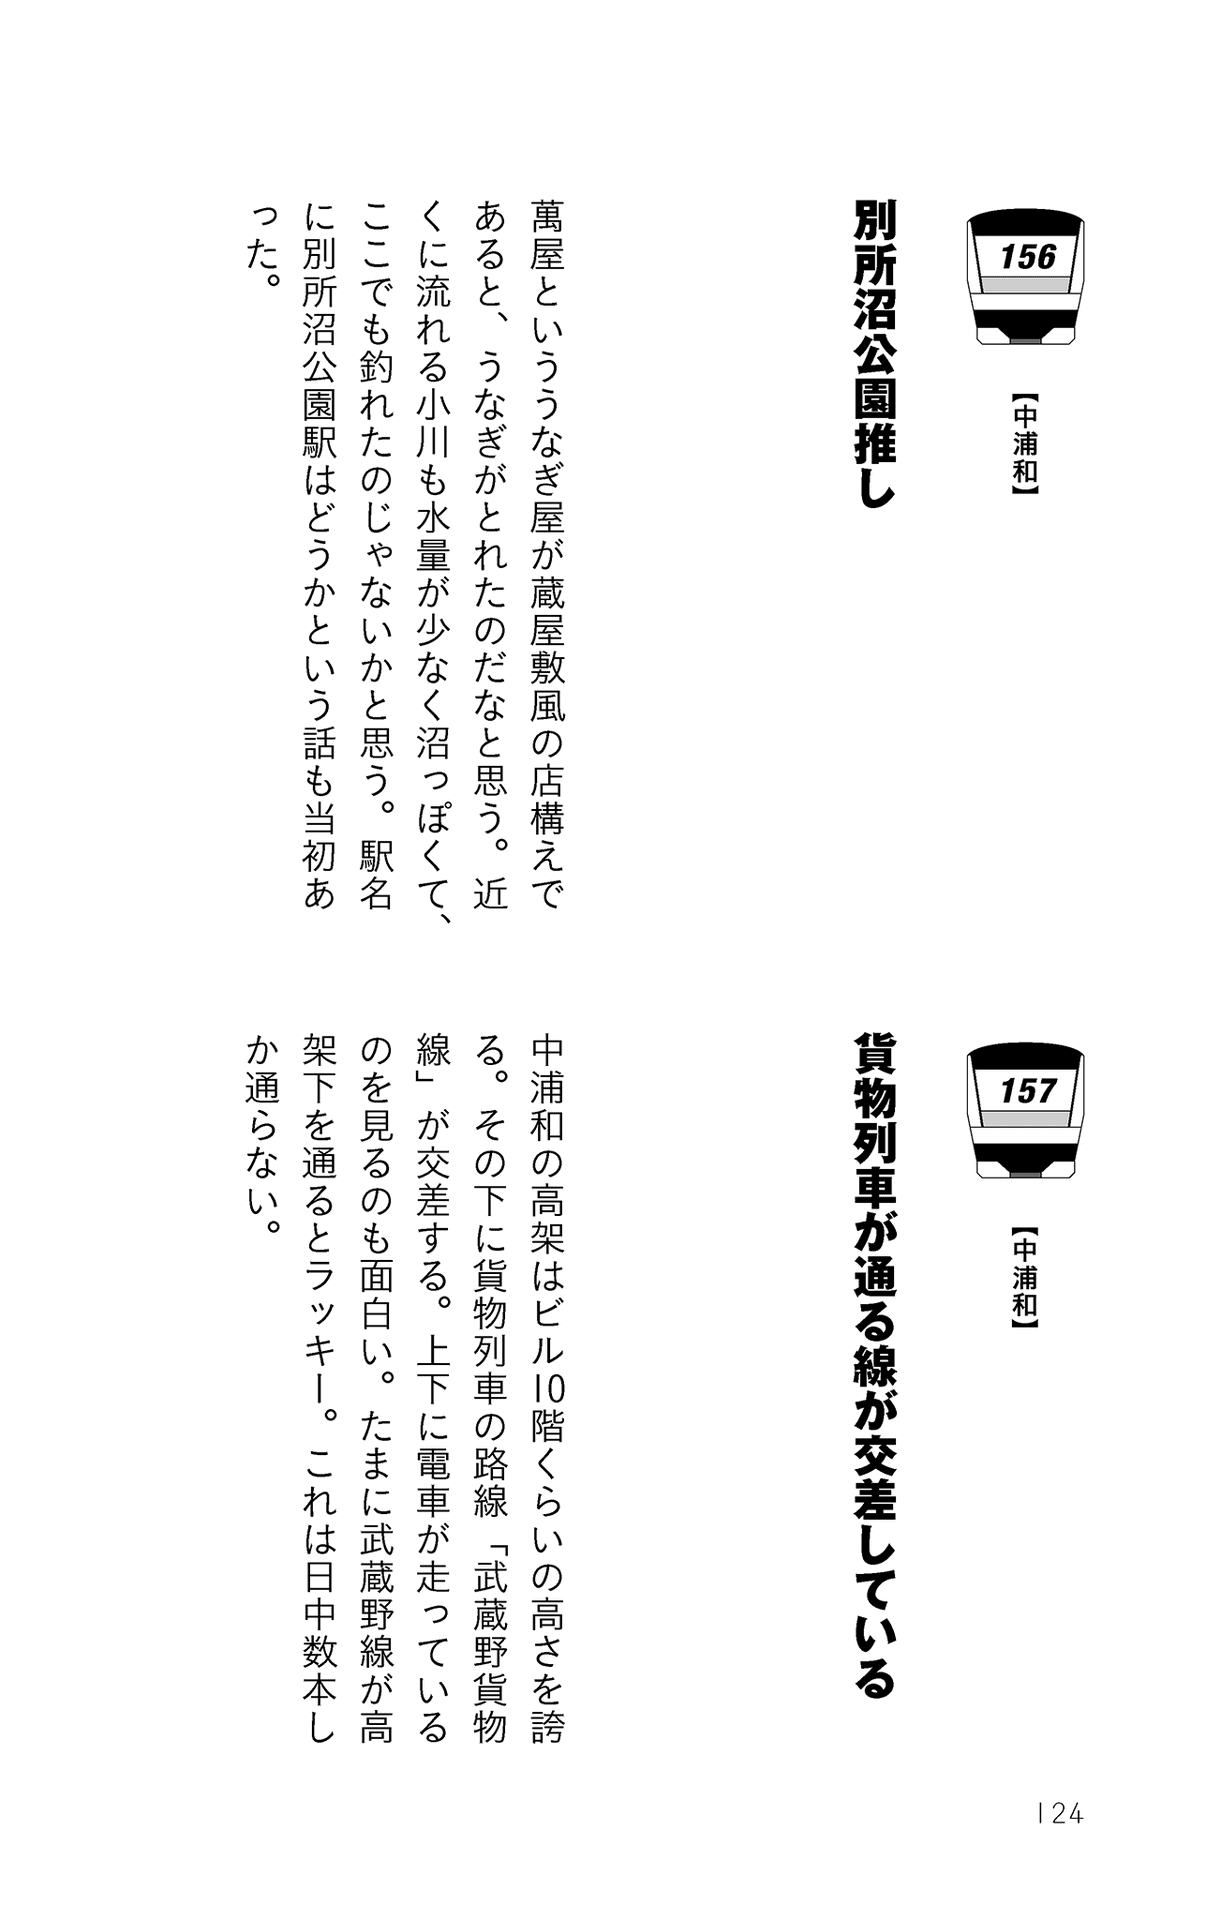 156
【中浦和】
別所沼公園推し
萬屋といううなぎ屋が蔵屋敷風の店構えで
あると、うなぎがとれたのだなと思う。近
くに流れる小川も水量が少なく沼っぽくて、
ここでも釣れたのじゃないかと思う。駅名
に別所沼公園駅はどうかという話も当初あ
った。
157
【中浦和】
貨物列車が通る線が交差している
中浦和の高架はビル10階くらいの高さを誇
る。その下に貨物列車の路線「武蔵野貨物
線」が交差する。上下に電車が走っている
のを見るのも面白い。たまに武蔵野線が高
架下を通るとラッキー。これは日中数本し
か通らない。
124